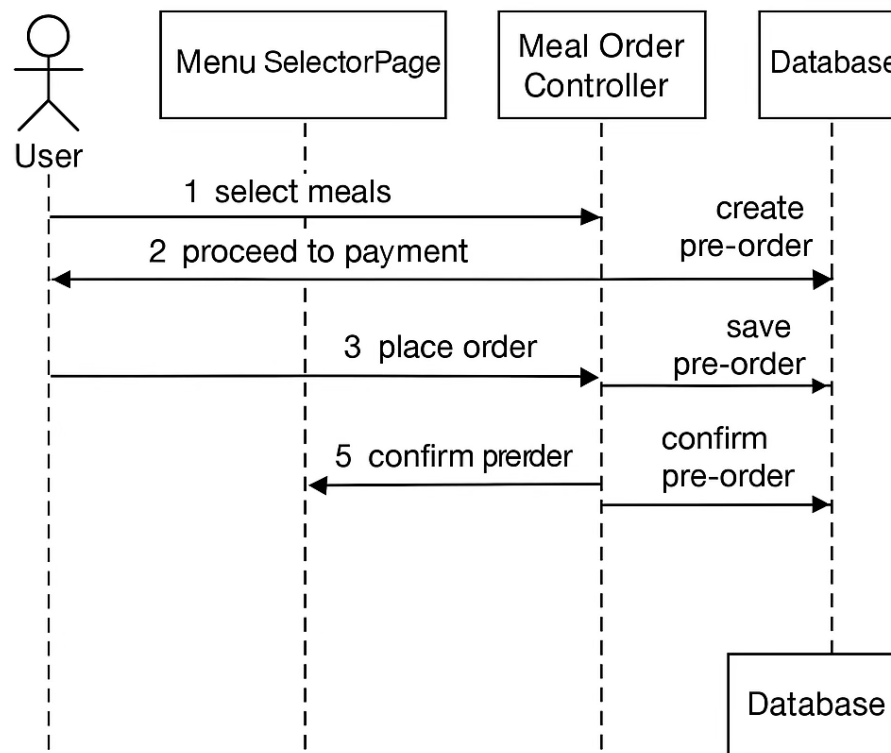 Menu SelectorPage
Meal Order
Controller
Database
User
1 select meals
create
pre-order
2 proceed to payment
save
pre-order
3 place order
confirm
pre-order
5 confirm prerder
Database